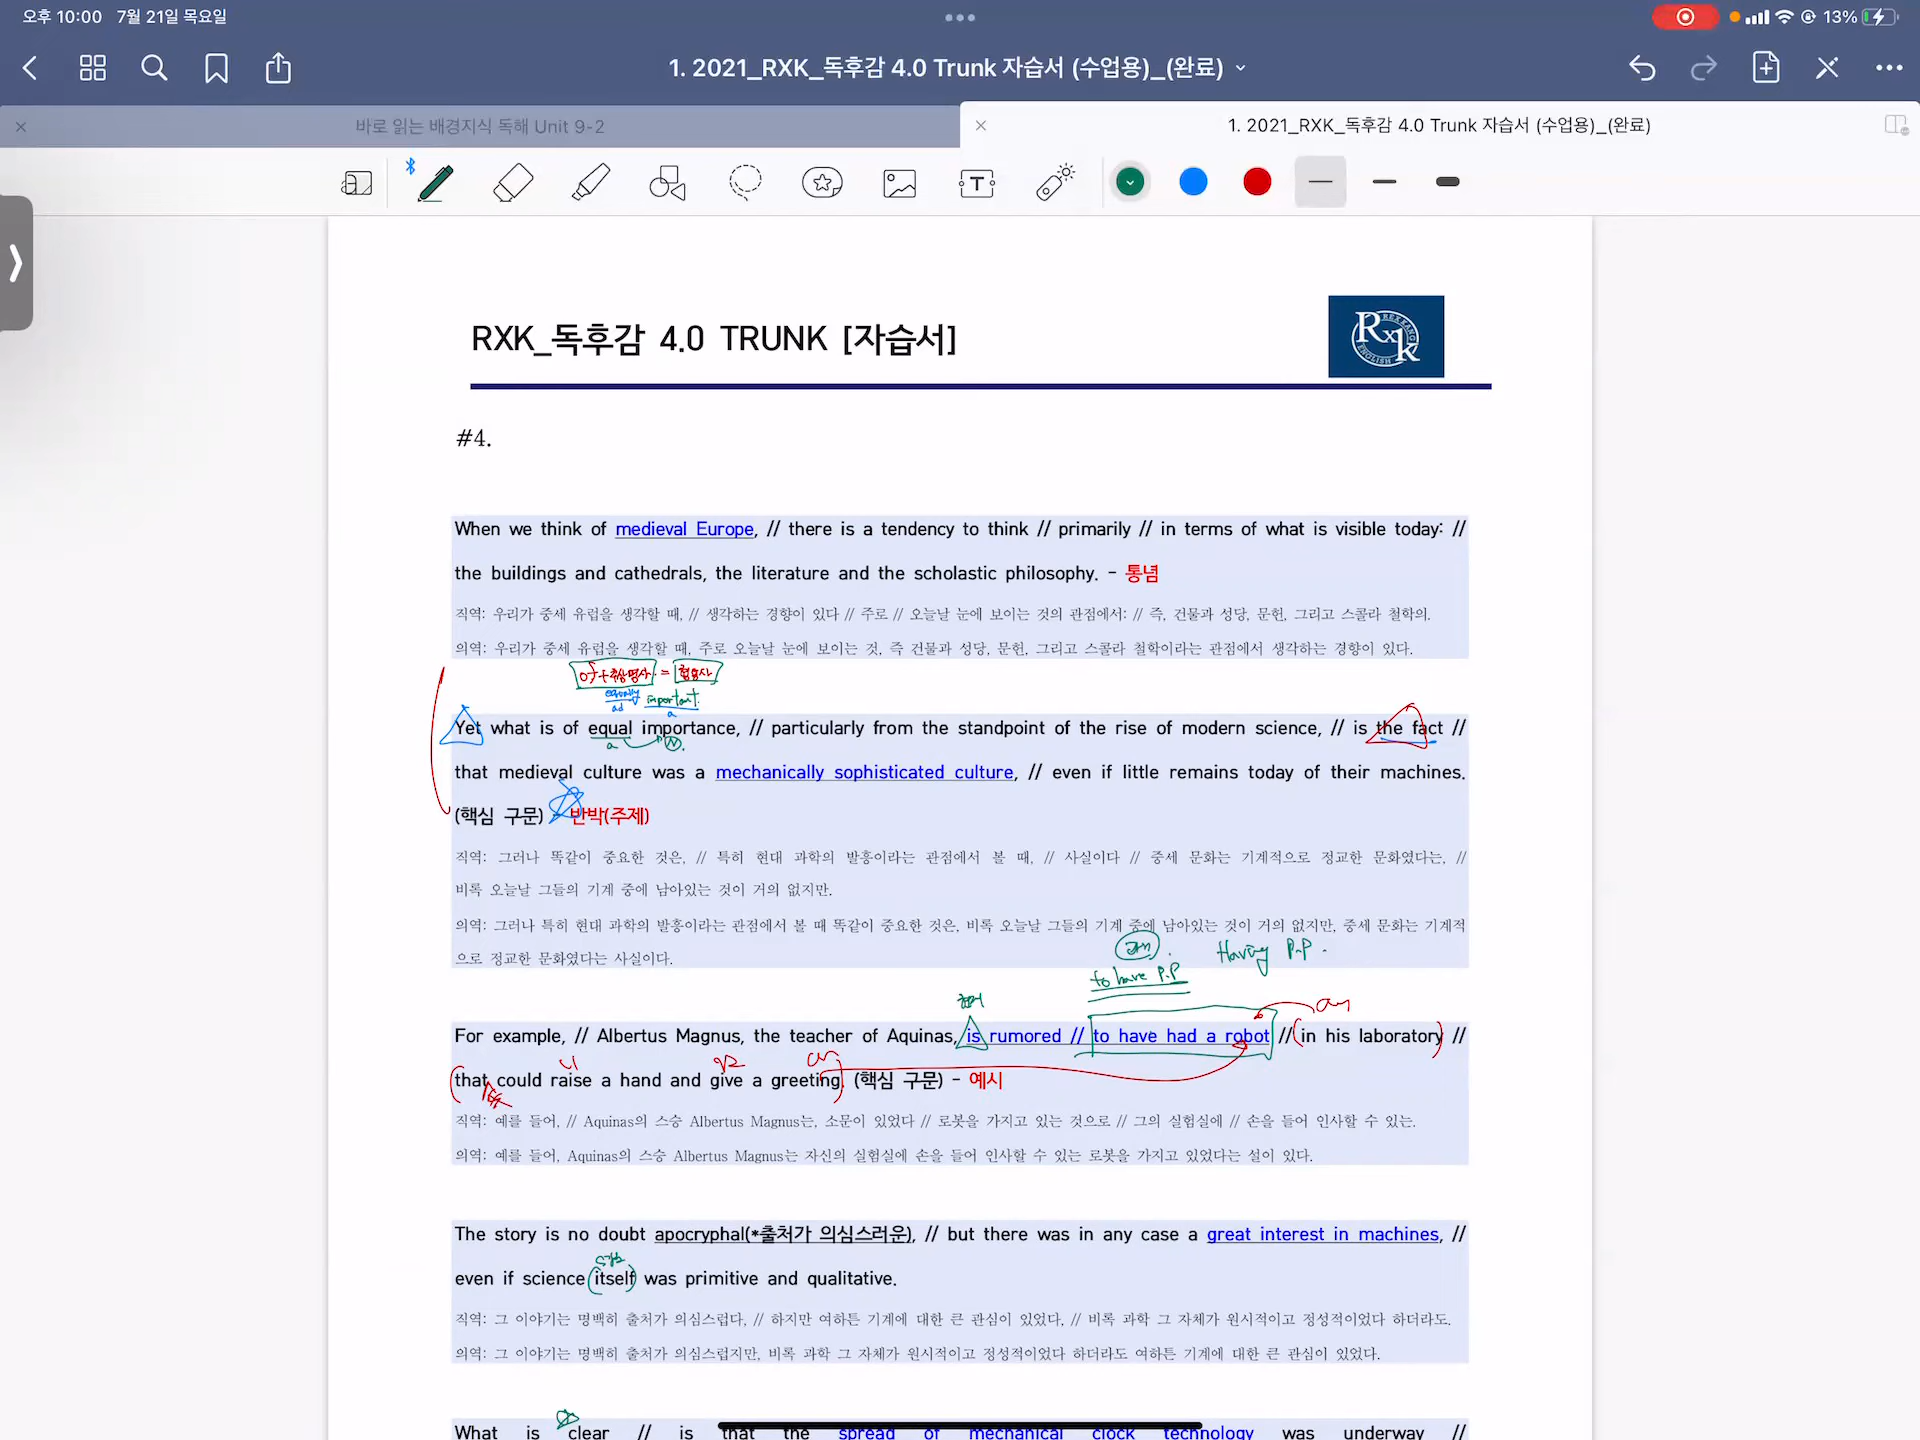 오후 10:00 7월 21일 목요일
13%
1. 2021_RXK_독후감 4.0 Trunk 자습서 (수업용)_(완료)
바로 읽는 배경지식 독해 Unit 9-2
1. 2021_RXK_독후감 4.0 Trunk 자습서 (수업용)_(완료)
RXK_독후감 4.0 TRUNK [자습서]
REX KANG
RxK
ENGLISH
#4.
When we think of medieval Europe, // there is a tendency to think // primarily // in terms of what is visible today: //
the buildings and cathedrals, the literature and the scholastic philosophy. - 통념
직역: 우리가 중세 유럽을 생각할 때, // 생각하는 경향이 있다 // 주로 // 오늘날 눈에 보이는 것의 관점에서: // 즉, 건물과 성당, 문헌, 그리고 스콜라 철학의.
의역: 우리가 중세 유럽을 생각할 때, 주로 오늘날 눈에 보이는 것, 즉 건물과 성당, 문헌, 그리고 스콜라 철학이라는 관점에서 생각하는 경향이 있다.
of+추상명사 = 형용사
equally important
ad a
Yet what is of equal importance, // particularly from the standpoint of the rise of modern science, // is the fact //
a N
that medieval culture was a mechanically sophisticated culture, // even if little remains today of their machines.
(핵심 구문) - 반박(주제)
직역: 그러나 똑같이 중요한 것은, // 특히 현대 과학의 발흥이라는 관점에서 볼 때, // 사실이다 // 중세 문화는 기계적으로 정교한 문화였다는, //
비록 오늘날 그들의 기계 중에 남아있는 것이 거의 없지만.
의역: 그러나 특히 현대 과학의 발흥이라는 관점에서 볼 때 똑같이 중요한 것은, 비록 오늘날 그들의 기계 중에 남아있는 것이 거의 없지만, 중세 문화는 기계적
으로 정교한 문화였다는 사실이다.
Having P.P.
to have P.P
For example, // Albertus Magnus, the teacher of Aquinas, is rumored // to have had a robot // in his laboratory //
V1 V2
that could raise a hand and give a greeting. (핵심 구문) - 예시
직역: 예를 들어, // Aquinas의 스승 Albertus Magnus는, 소문이 있었다 // 로봇을 가지고 있는 것으로 // 그의 실험실에 // 손을 들어 인사할 수 있는.
의역: 예를 들어, Aquinas의 스승 Albertus Magnus는 자신의 실험실에 손을 들어 인사할 수 있는 로봇을 가지고 있었다는 설이 있다.
The story is no doubt apocryphal(*출처가 의심스러운), // but there was in any case a great interest in machines, //
even if science itself was primitive and qualitative.
직역: 그 이야기는 명백히 출처가 의심스럽다, // 하지만 여하튼 기계에 대한 큰 관심이 있었다, // 비록 과학 그 자체가 원시적이고 정성적이었다 하더라도.
의역: 그 이야기는 명백히 출처가 의심스럽지만, 비록 과학 그 자체가 원시적이고 정성적이었다 하더라도 여하튼 기계에 대한 큰 관심이 있었다.
What is clear // is that the spread of mechanical clock technology was underway //